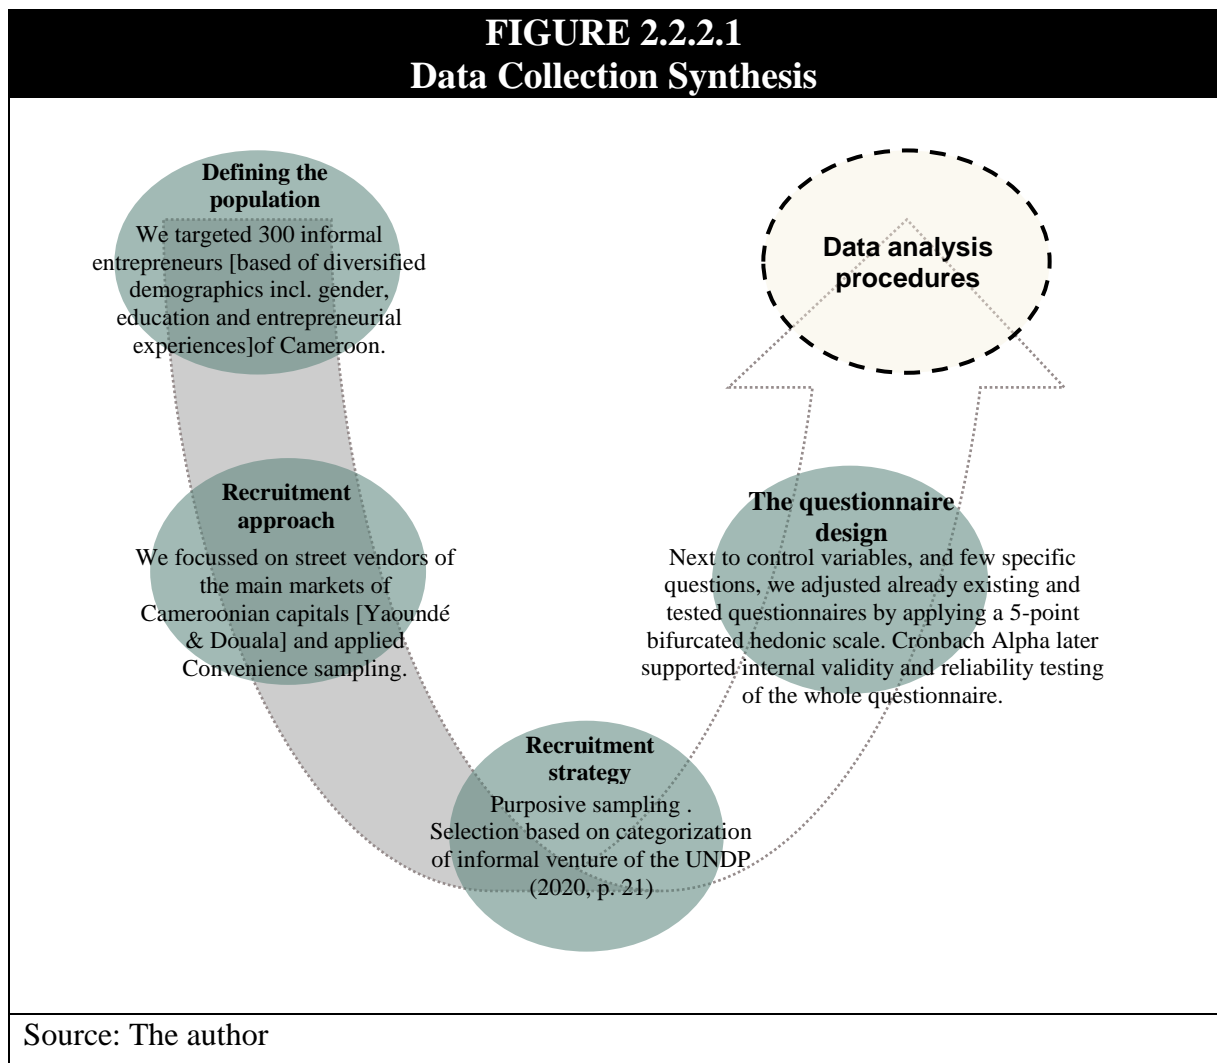 FIGURE 2.2.2.1
Data Collection Synthesis
Defining the
population
We targeted 300 informal
entrepreneurs [based of diversified
demographics incl. gender,
education and entrepreneurial
experiences]of Cameroon.
Recruitment
approach
We focussed on street vendors of
the main markets of
Cameroonian capitals [Yaoundé
& Douala] and applied
Convenience sampling.
Recruitment
strategy
Purposive sampling .
Selection based on categorization
of informal venture of the UNDP
(2020, p. 21)
The questionnaire
design
Next to control variables, and few specific
questions, we adjusted already existing and
tested questionnaires by applying a 5-point
bifurcated hedonic scale. Cronbach Alpha later
supported internal validity and reliability testing
of the whole questionnaire.
Data analysis
procedures
Source: The author